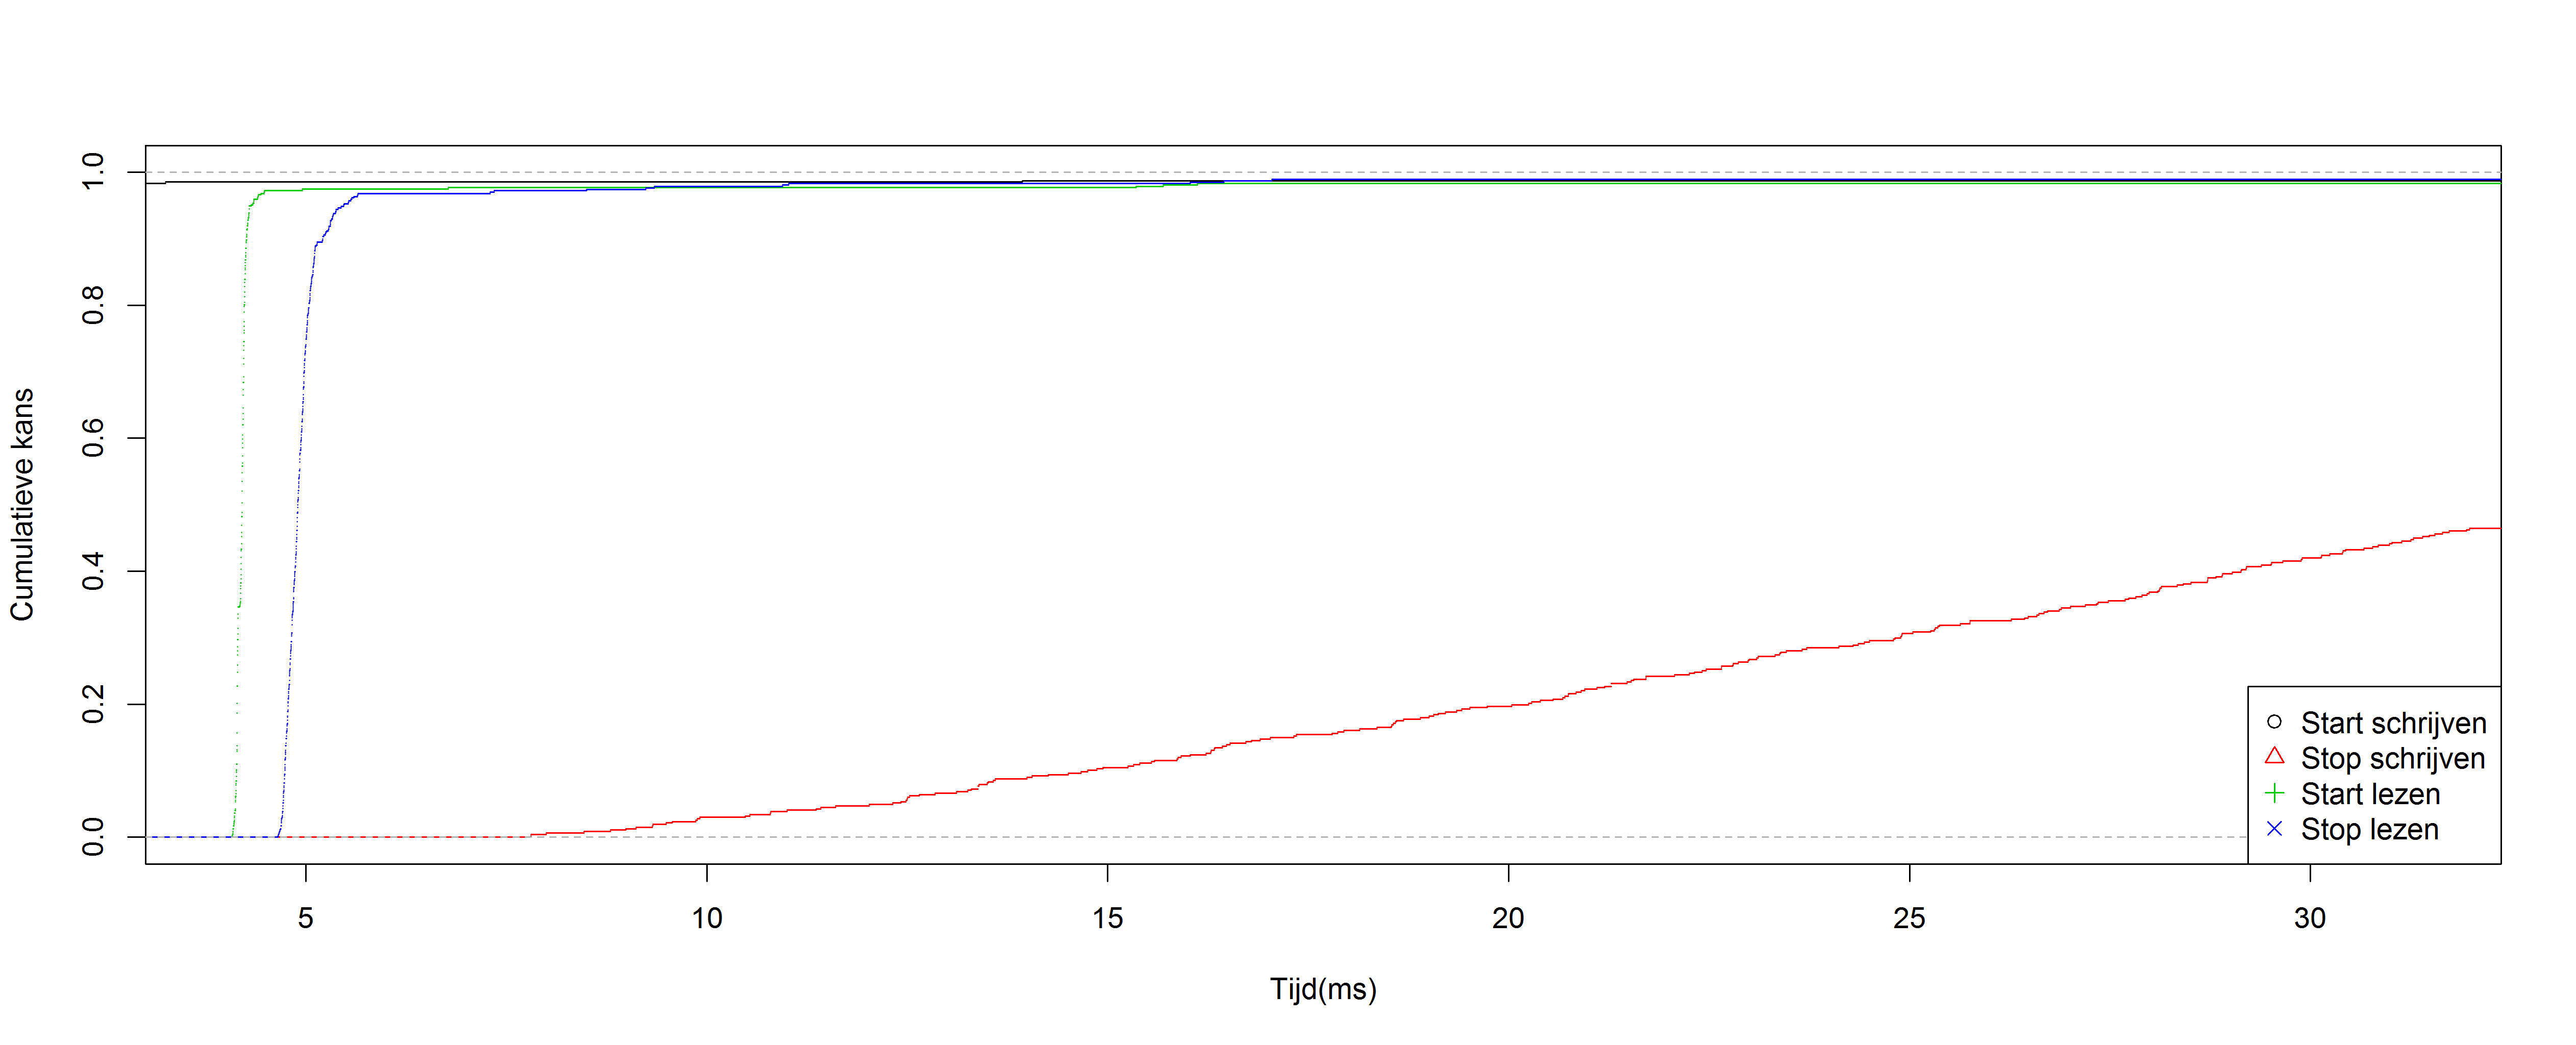 Cumulatieve kans
1.0
0.8
0.6
0.4
0.2
0.0
5 10 15 20 25 30
Tijd(ms)
Start schrijven
Stop schrijven
Start lezen
Stop lezen